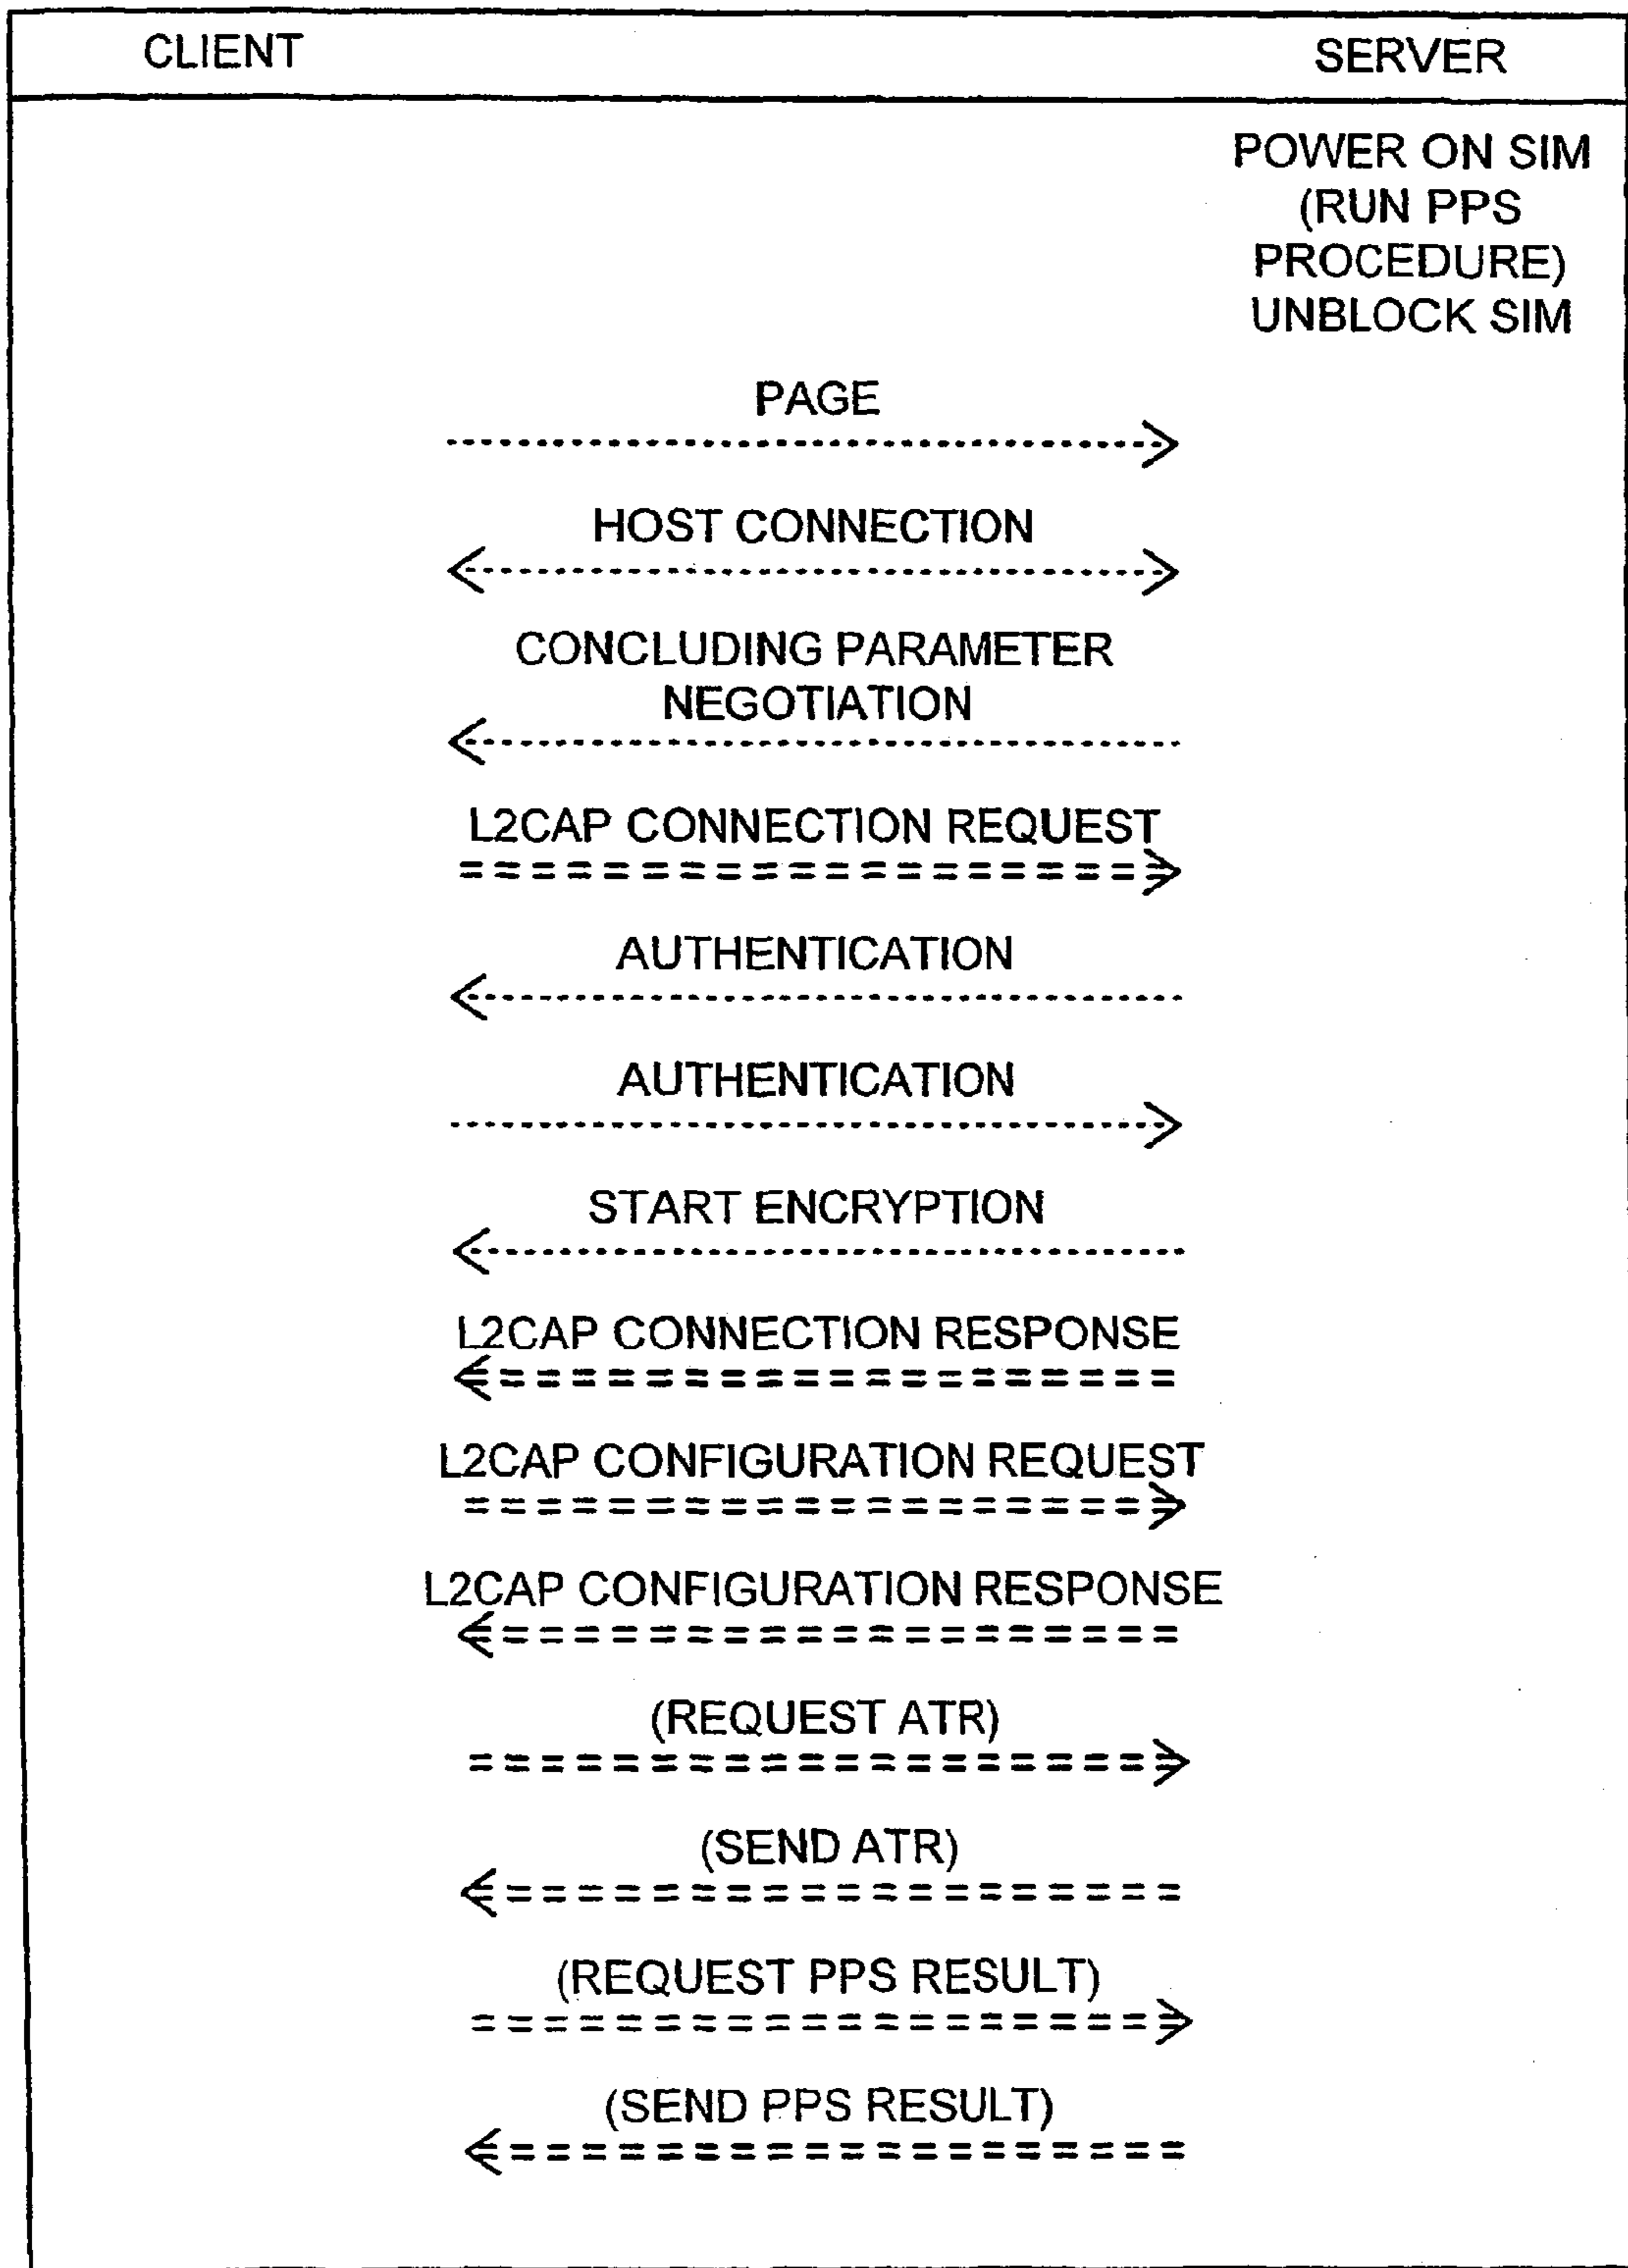 CLIENT
SERVER
POWER ON SIM
(RUN PPS
PROCEDURE)
UNBLOCK SIM
PAGE
HOST CONNECTION
CONCLUDING PARAMETER
NEGOTIATION
L2CAP CONNECTION REQUEST
AUTHENTICATION
AUTHENTICATION
START ENCRYPTION
L2CAP CONNECTION RESPONSE
L2CAP CONFIGURATION REQUEST
L2CAP CONFIGURATION RESPONSE
(REQUEST ATR)
(SEND ATR)
(REQUEST PPS RESULT)
(SEND PPS RESULT)